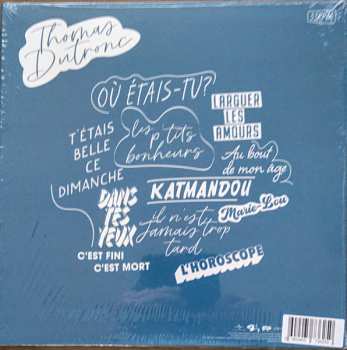 Thomas
Dutronc
OÙ ÉTAIS-TU?
LARGUER
LES
AMOURS
T'ÉTAIS
BELLE
CE
DIMANCHE
les
p'tits
bonheurs
Au bout
de mon âge
KATMANDOU
DANS
TES
YEUX
Marie-Lou
il n'est
Jamais trop
tard
C'EST FINI
C'EST MORT
L'HOROSCOPE